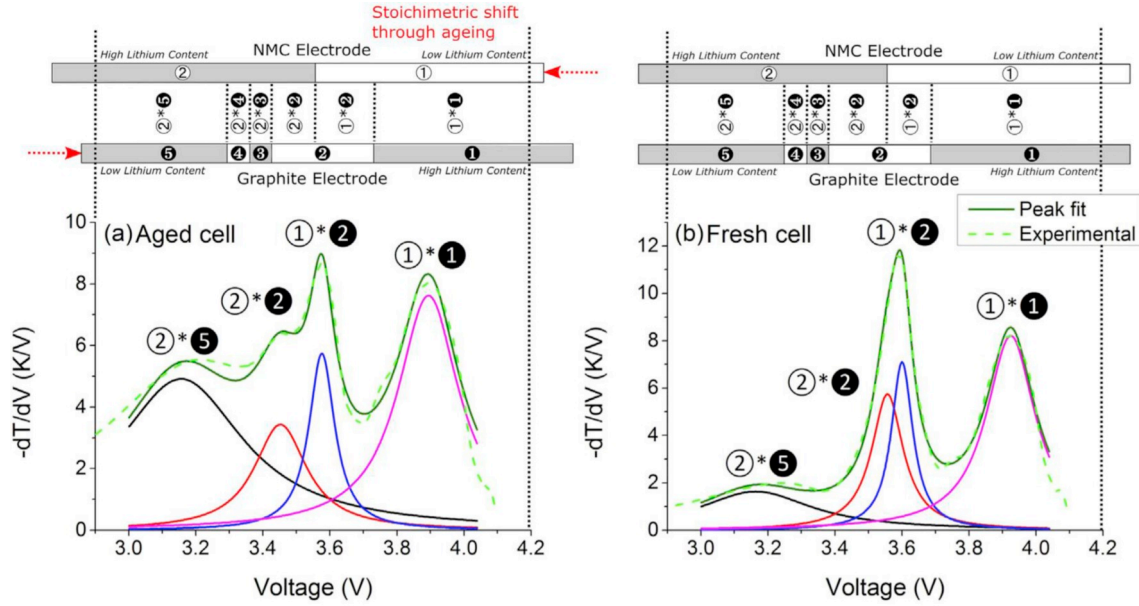 Stoichimetric shift
through ageing
High Lithium Content
NMC Electrode
Low Lithium Content
② ①
②*❺ ②*❹ ②*❸ ②*❷ ①*❷ ①*❶
❺ ❹ ❸ ❷ ❶
Low Lithium Content
Graphite Electrode
High Lithium Content
(a) Aged cell
①*❷
①*❶
②*❷
②*❺
10
8
6
4
2
0
-dT/dV (K/V)
3.0 3.2 3.4 3.6 3.8 4.0 4.2
Voltage (V)
High Lithium Content
NMC Electrode
Low Lithium Content
② ①
②*❺ ②*❹ ②*❸ ②*❷ ①*❷ ①*❶
❺ ❹ ❸ ❷ ❶
Low Lithium Content
Graphite Electrode
High Lithium Content
Peak fit
Experimental
(b) Fresh cell
①*❷
①*❶
②*❷
②*❺
12
10
8
6
4
2
0
-dT/dV (K/V)
3.0 3.2 3.4 3.6 3.8 4.0 4.2
Voltage (V)